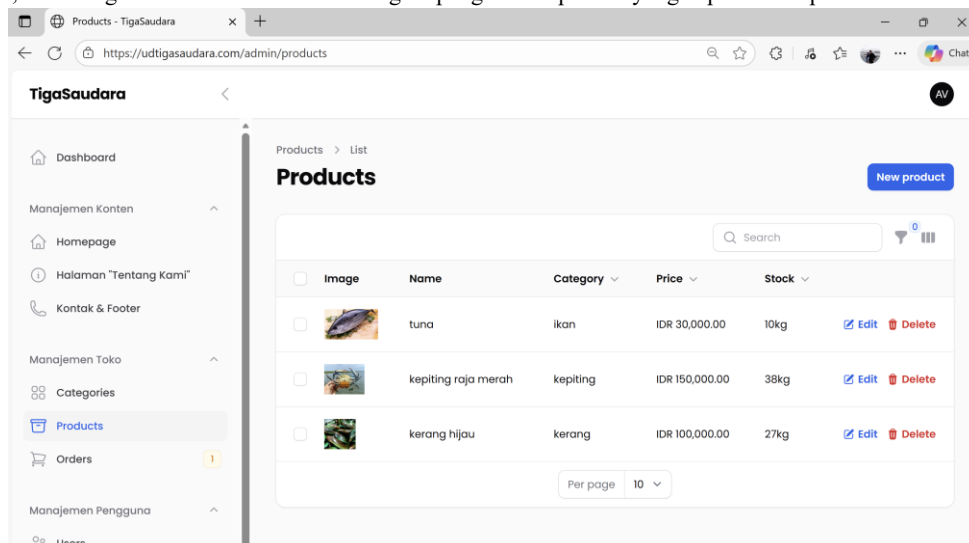 Products - TigaSaudara
https://udtigasaudara.com/admin/products
Chat
TigaSaudara
AV
Dashboard
Manajemen Konten
Homepage
Halaman "Tentang Kami"
Kontak & Footer
Manajemen Toko
Categories
Products
Orders 1
Manajemen Pengguna
Users
Products > List
Products
New product
Search
0
Image Name Category Price Stock
tuna ikan IDR 30,000.00 10kg Edit Delete
kepiting raja merah kepiting IDR 150,000.00 38kg Edit Delete
kerang hijau kerang IDR 100,000.00 27kg Edit Delete
Per page 10